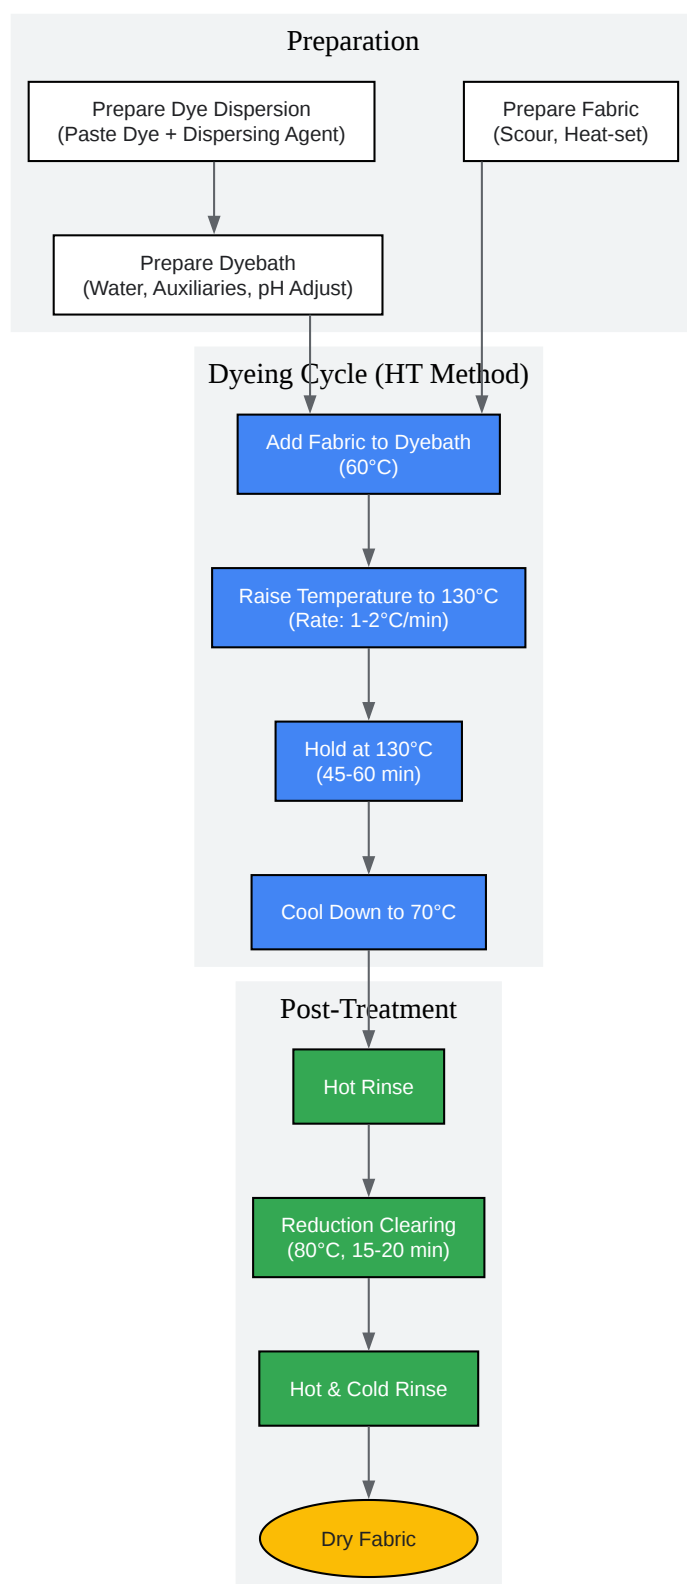 Preparation
Prepare Dye Dispersion
(Paste Dye + Dispersing Agent)
Prepare Fabric
(Scour, Heat-set)
Prepare Dyebath
(Water, Auxiliaries, pH Adjust)
Dyeing Cycle (HT Method)
Add Fabric to Dyebath
(60°C)
Raise Temperature to 130°C
(Rate: 1-2°C/min)
Hold at 130°C
(45-60 min)
Cool Down to 70°C
Post-Treatment
Hot Rinse
Reduction Clearing
(80°C, 15-20 min)
Hot & Cold Rinse
Dry Fabric